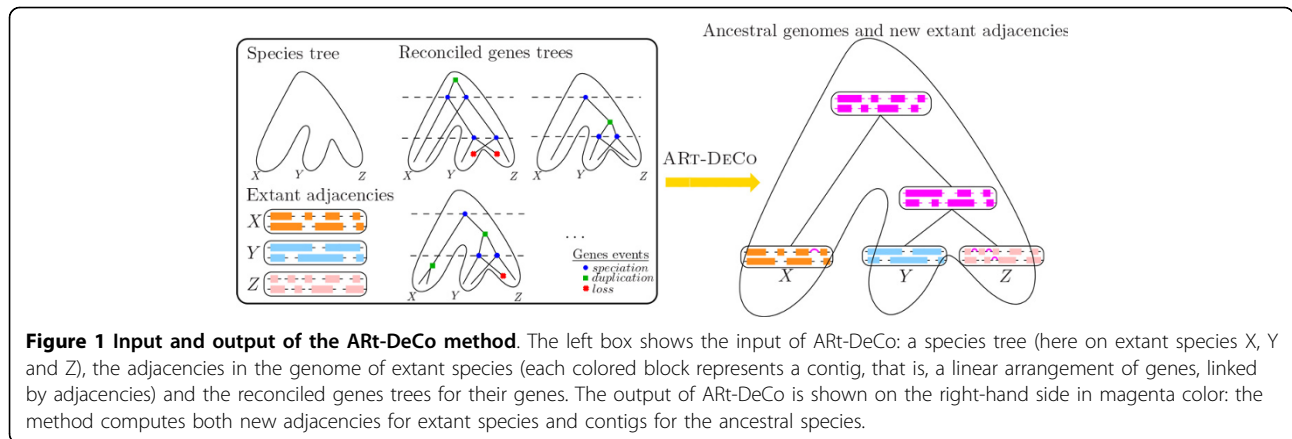 Species tree
Reconciled genes trees
X Y Z
X Y Z
X Y Z
Extant adjacencies
X
Y
Z
X Y Z
. . .
Genes events
speciation
duplication
loss
ART-DECO
Ancestral genomes and new extant adjacencies
X Y Z
Figure 1 Input and output of the ARt-DeCo method. The left box shows the input of ARt-DeCo: a species tree (here on extant species X, Y
and Z), the adjacencies in the genome of extant species (each colored block represents a contig, that is, a linear arrangement of genes, linked
by adjacencies) and the reconciled genes trees for their genes. The output of ARt-DeCo is shown on the right-hand side in magenta color: the
method computes both new adjacencies for extant species and contigs for the ancestral species.